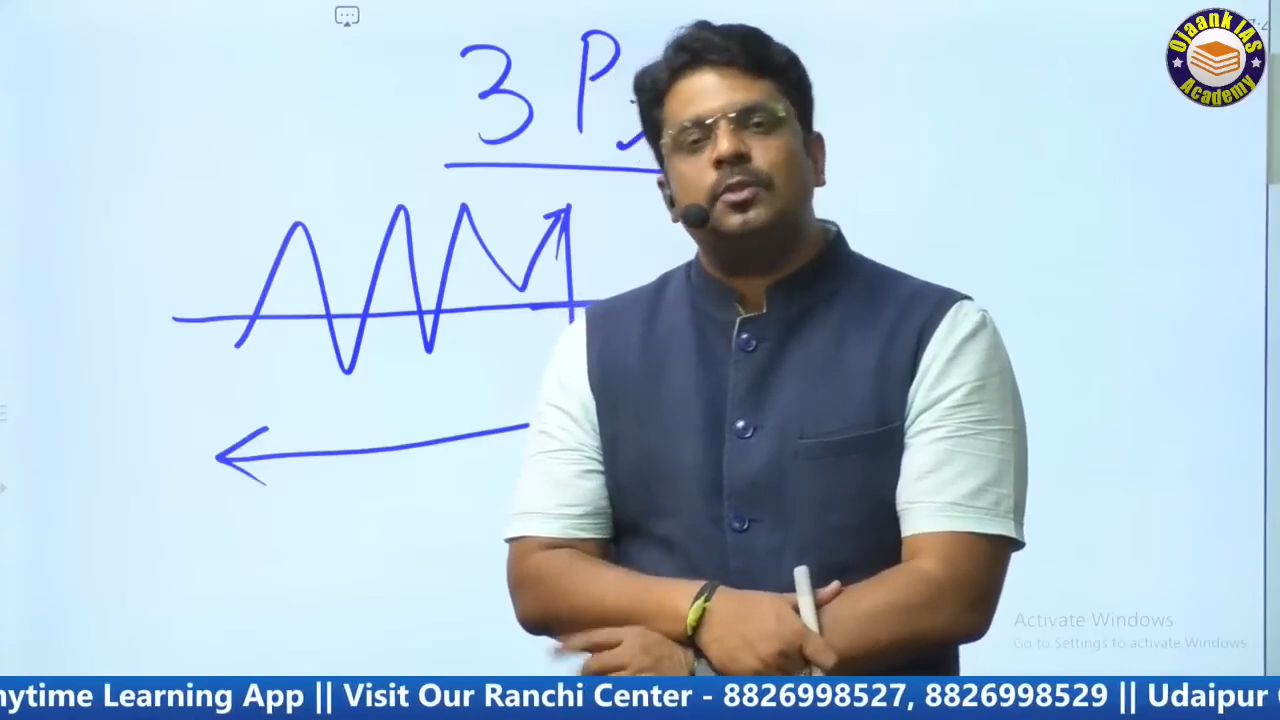 3 P
Ojaank IAS
Academy
Activate Windows
Go to Settings to activate Windows
nytime Learning App || Visit Our Ranchi Center - 8826998527, 8826998529 || Udaipur